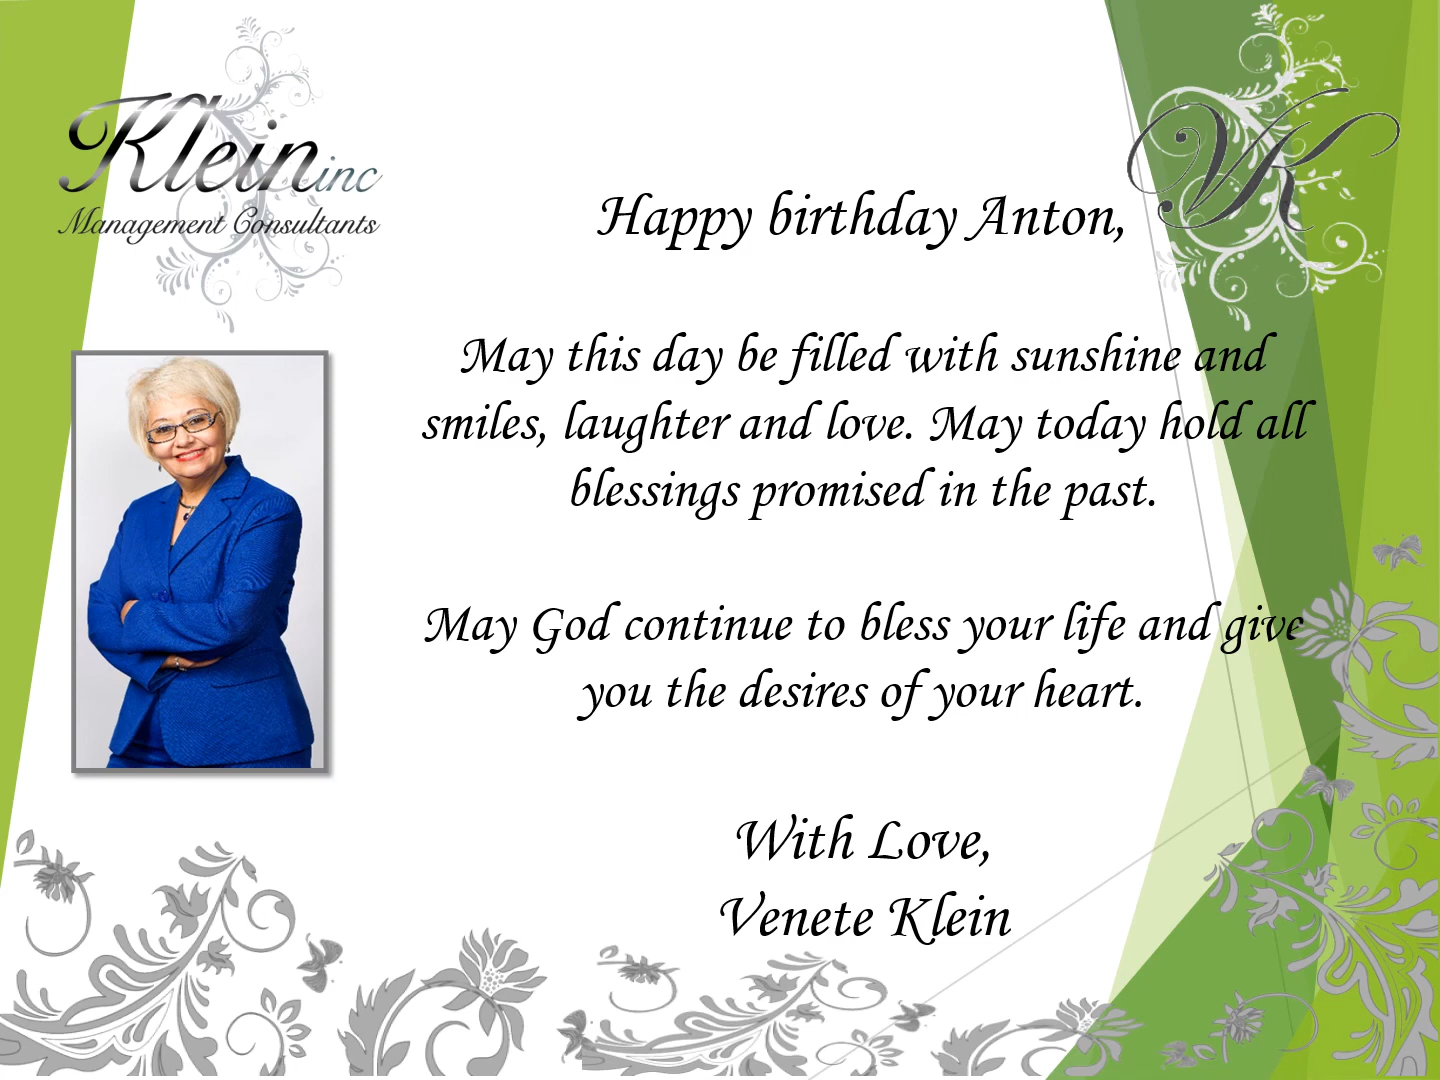 Klein inc
Management Consultants
VK
Happy birthday Anton,
May this day be filled with sunshine and
smiles, laughter and love. May today hold all
blessings promised in the past.
May God continue to bless your life and give
you the desires of your heart.
With Love,
Venete Klein